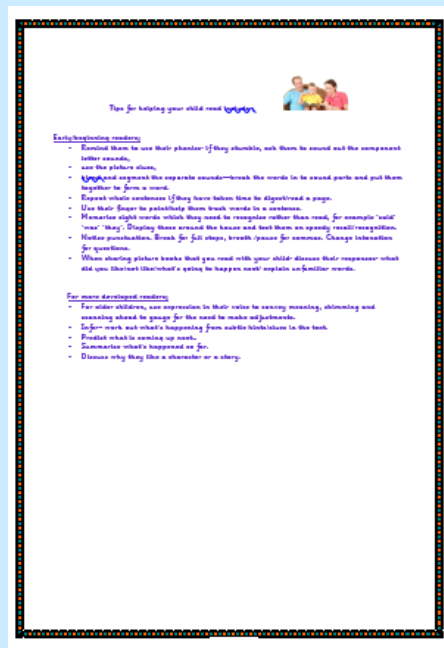 Tips for helping your child read
Early/beginning readers;
- Remind them to use their phonics- if they stumble, ask them to sound out the component
letter sounds,
- use the picture clues,
- blend and segment the separate sounds—break the words in to sound parts and put them
together to form a word.
- Repeat whole sentences if they have taken time to digest/read a page.
- Use their finger to point/help them track words in a sentence.
- Memorise sight words which they need to recognise rather than read, for example 'said'
'was' 'they'. Display these around the house and test them on speedy recall/recognition.
- Notice punctuation. Break for full stops, breath /pause for commas. Change intonation
for questions.
- When sharing picture books that you read with your child- discuss their responses- what
did you like/not like/what's going to happen next/ explain unfamiliar words.
For more developed readers;
- For older children, use expression in their voice to convey meaning, skimming and
scanning ahead to gauge for the need to make adjustments.
- Infer- work out what's happening from subtle hints/clues in the text.
- Predict what is coming up next..
- Summarise what's happened so far.
- Discuss why they like a character or a story.